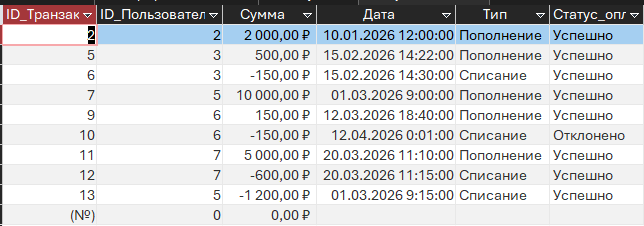 ID_Транзак ID_Пользовател Сумма Дата Тип Статус_опл
2 2 2 000,00 ₽ 10.01.2026 12:00:00 Пополнение Успешно
5 3 500,00 ₽ 15.02.2026 14:22:00 Пополнение Успешно
6 3 -150,00 ₽ 15.02.2026 14:30:00 Списание Успешно
7 5 10 000,00 ₽ 01.03.2026 9:00:00 Пополнение Успешно
9 6 150,00 ₽ 12.03.2026 18:40:00 Пополнение Успешно
10 6 -150,00 ₽ 12.04.2026 0:01:00 Списание Отклонено
11 7 5 000,00 ₽ 20.03.2026 11:10:00 Пополнение Успешно
12 7 -600,00 ₽ 20.03.2026 11:15:00 Списание Успешно
13 5 -1 200,00 ₽ 01.03.2026 9:15:00 Списание Успешно
(№) 0 0,00 ₽